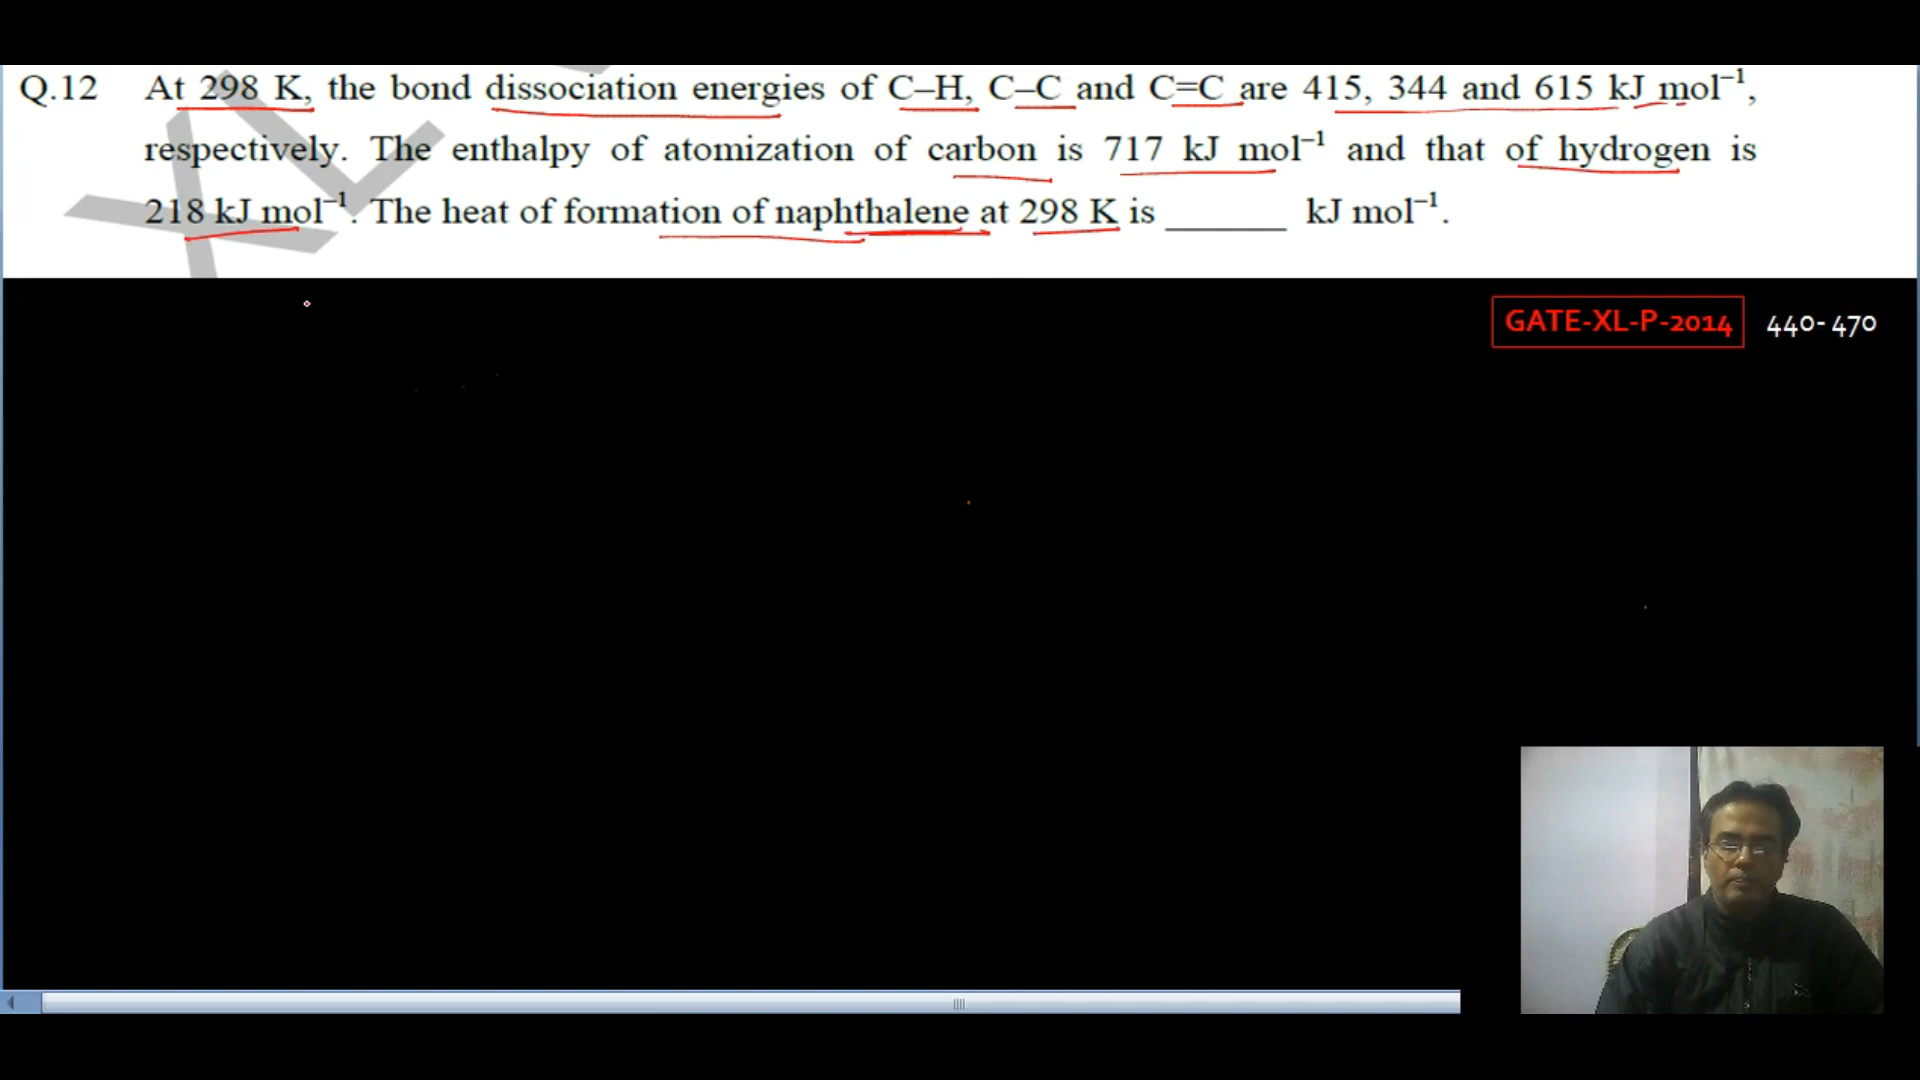 Q.12 At 298 K, the bond dissociation energies of C–H, C–C and C=C are 415, 344 and 615 kJ mol⁻¹,
respectively. The enthalpy of atomization of carbon is 717 kJ mol⁻¹ and that of hydrogen is
218 kJ mol⁻¹. The heat of formation of naphthalene at 298 K is ______ kJ mol⁻¹.
GATE-XL-P-2014 440-470
XL